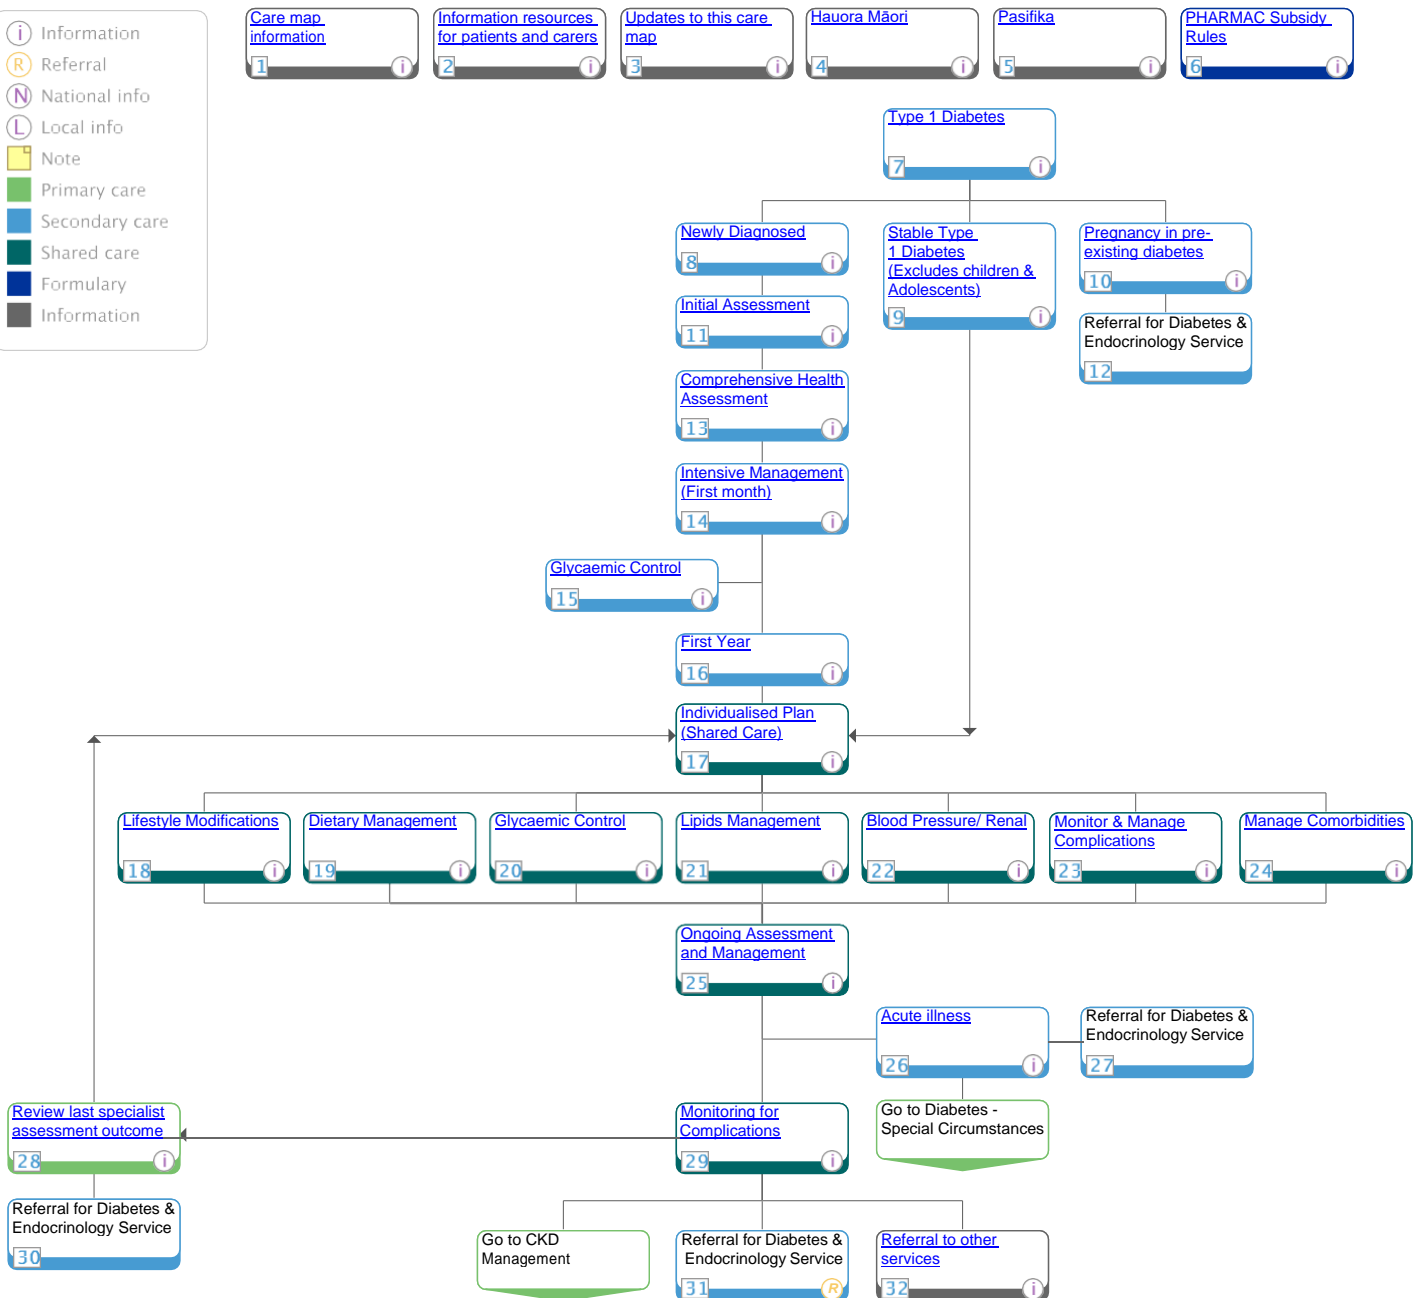 Information
Referral
National info
Local info
Note
Primary care
Secondary care
Shared care
Formulary
Information
Care map
information
1
i
Information resources
for patients and carers
2
i
Updates to this care
map
3
i
Hauora Māori
4
i
Pasifika
5
i
PHARMAC Subsidy
Rules
6
i
Type 1 Diabetes
7
i
Newly Diagnosed
8
i
Stable Type
1 Diabetes
(Excludes children &
Adolescents)
9
i
Pregnancy in pre-
existing diabetes
10
i
Initial Assessment
11
i
Referral for Diabetes &
Endocrinology Service
12
Comprehensive Health
Assessment
13
i
Intensive Management
(First month)
14
i
Glycaemic Control
15
i
First Year
16
i
Individualised Plan
(Shared Care)
17
i
Lifestyle Modifications
18
i
Dietary Management
19
i
Glycaemic Control
20
i
Lipids Management
21
i
Blood Pressure/ Renal
22
i
Monitor & Manage
Complications
23
i
Manage Comorbidities
24
i
Ongoing Assessment
and Management
25
i
Acute illness
26
i
Referral for Diabetes &
Endocrinology Service
27
Review last specialist
assessment outcome
28
i
Monitoring for
Complications
29
i
Go to Diabetes -
Special Circumstances
Referral for Diabetes &
Endocrinology Service
30
Go to CKD
Management
Referral for Diabetes &
Endocrinology Service
31
R
Referral to other
services
32
i